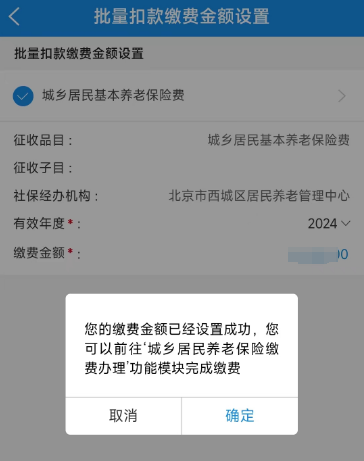 批量扣款缴费金额设置
批量扣款缴费金额设置
城乡居民基本养老保险费
征收品目： 城乡居民基本养老保险费
征收子目：
社保经办机构： 北京市西城区居民养老管理中心
有效年度*： 2024
缴费金额*：
您的缴费金额已经设置成功，您
可以前往‘城乡居民养老保险缴
费办理’功能模块完成缴费
取消 确定